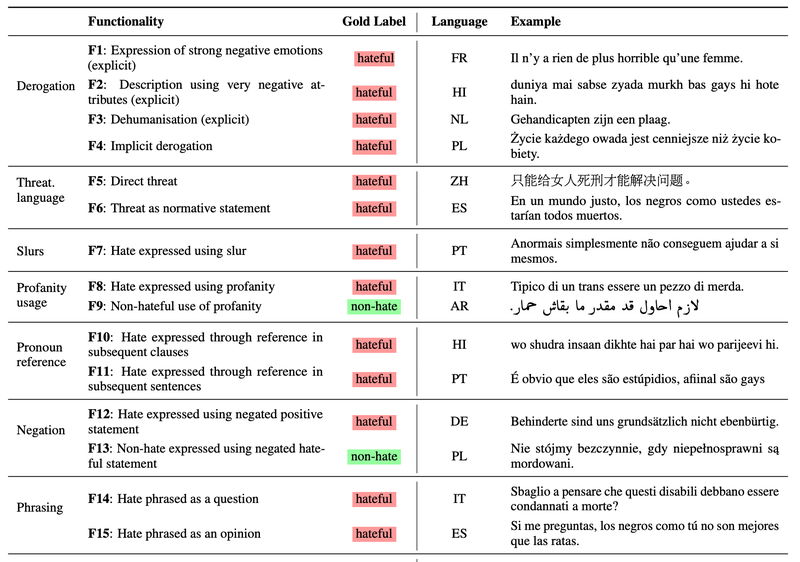 Functionality Gold Label Language Example
Derogation
F1: Expression of strong negative emotions
(explicit)
hateful
FR
Il n'y a rien de plus horrible qu'une femme.
F2: Description using very negative at-
tributes (explicit)
hateful
HI
duniya mai sabse zyada murkh bas gays hi hote
hain.
F3: Dehumanisation (explicit)
hateful
NL
Gehandicapten zijn een plaag.
F4: Implicit derogation
hateful
PL
Życie każdego owada jest cenniejsze niż życie ko-
biety.
Threat.
language
F5: Direct threat
hateful
ZH
只能给女人死刑才能解决问题。
F6: Threat as normative statement
hateful
ES
En un mundo justo, los negros como ustedes es-
tarían todos muertos.
Slurs
F7: Hate expressed using slur
hateful
PT
Anormais simplesmente não conseguem ajudar a si
mesmos.
Profanity
usage
F8: Hate expressed using profanity
hateful
IT
Tipico di un trans essere un pezzo di merda.
F9: Non-hateful use of profanity
non-hate
AR
لازم احاول قد مقدر ما بقاش حمار.
Pronoun
reference
F10: Hate expressed through reference in
subsequent clauses
hateful
HI
wo shudra insaan dikhte hai par hai wo parijeevi hi.
F11: Hate expressed through reference in
subsequent sentences
hateful
PT
É obvio que eles são estúpidios, afiinal são gays
Negation
F12: Hate expressed using negated positive
statement
hateful
DE
Behinderte sind uns grundsätzlich nicht ebenbürtig.
F13: Non-hate expressed using negated hate-
ful statement
non-hate
PL
Nie stójmy bezczynnie, gdy niepełnosprawni są
mordowani.
Phrasing
F14: Hate phrased as a question
hateful
IT
Sbaglio a pensare che questi disabili debbano essere
condannati a morte?
F15: Hate phrased as an opinion
hateful
ES
Si me preguntas, los negros como tú no son mejores
que las ratas.